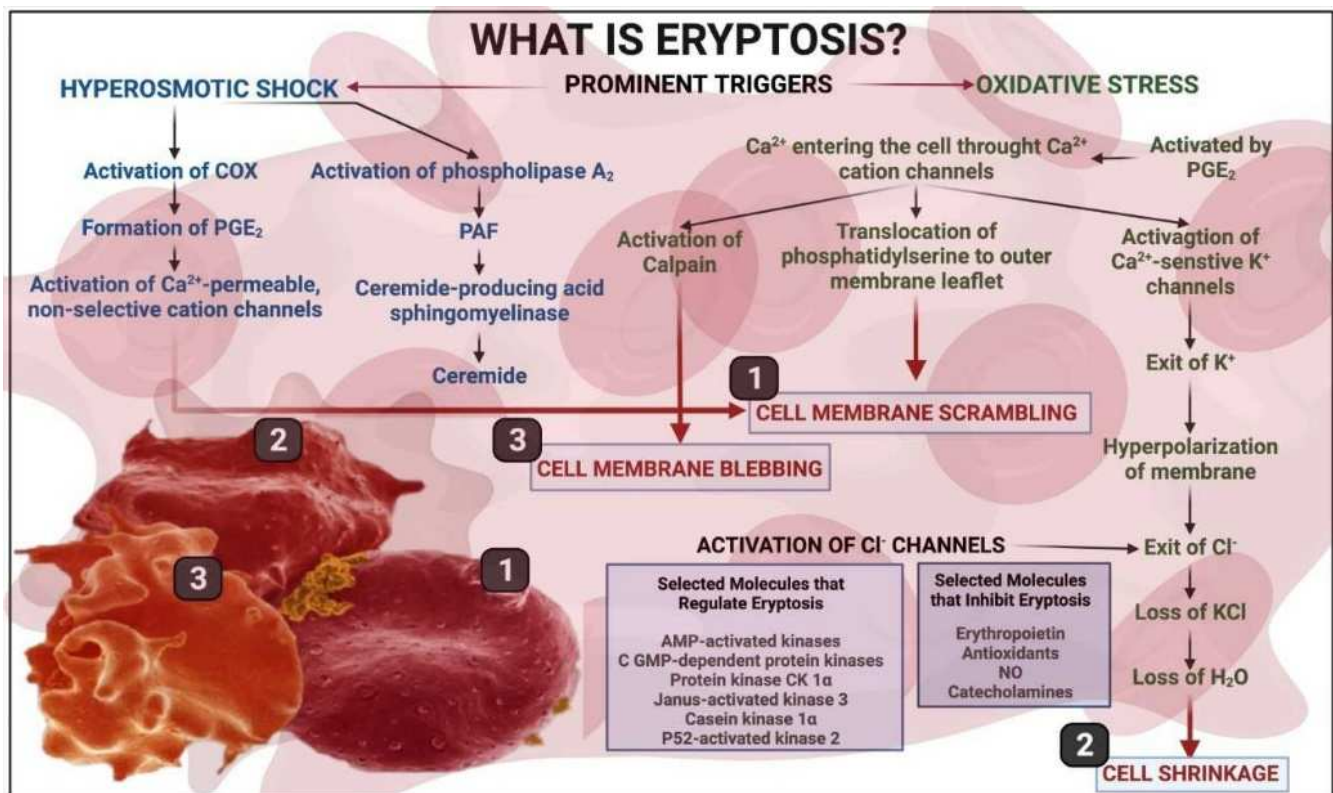 WHAT IS ERYPTOSIS?
PROMINENT TRIGGERS
HYPEROSMOTIC SHOCK
Activation of COX
Formation of PGE₂
Activation of Ca²⁺-permeable,
non-selective cation channels
Activation of phospholipase A₂
PAF
Ceremide-producing acid
sphingomyelinase
Ceremide
OXIDATIVE STRESS
Activated by
PGE₂
Ca²⁺ entering the cell throught Ca²⁺
cation channels
Activation of
Calpain
Translocation of
phosphatidylserine to outer
membrane leaflet
Activagtion of
Ca²⁺-senstive K⁺
channels
Exit of K⁺
Hyperpolarization
of membrane
1
CELL MEMBRANE SCRAMBLING
3
CELL MEMBRANE BLEBBING
ACTIVATION OF Cl⁻ CHANNELS
Exit of Cl⁻
Loss of KCl
Loss of H₂O
2
CELL SHRINKAGE
Selected Molecules that
Regulate Eryptosis
AMP-activated kinases
C GMP-dependent protein kinases
Protein kinase CK 1α
Janus-activated kinase 3
Casein kinase 1α
P52-activated kinase 2
Selected Molecules
that Inhibit Eryptosis
Erythropoietin
Antioxidants
NO
Catecholamines
2
3
1